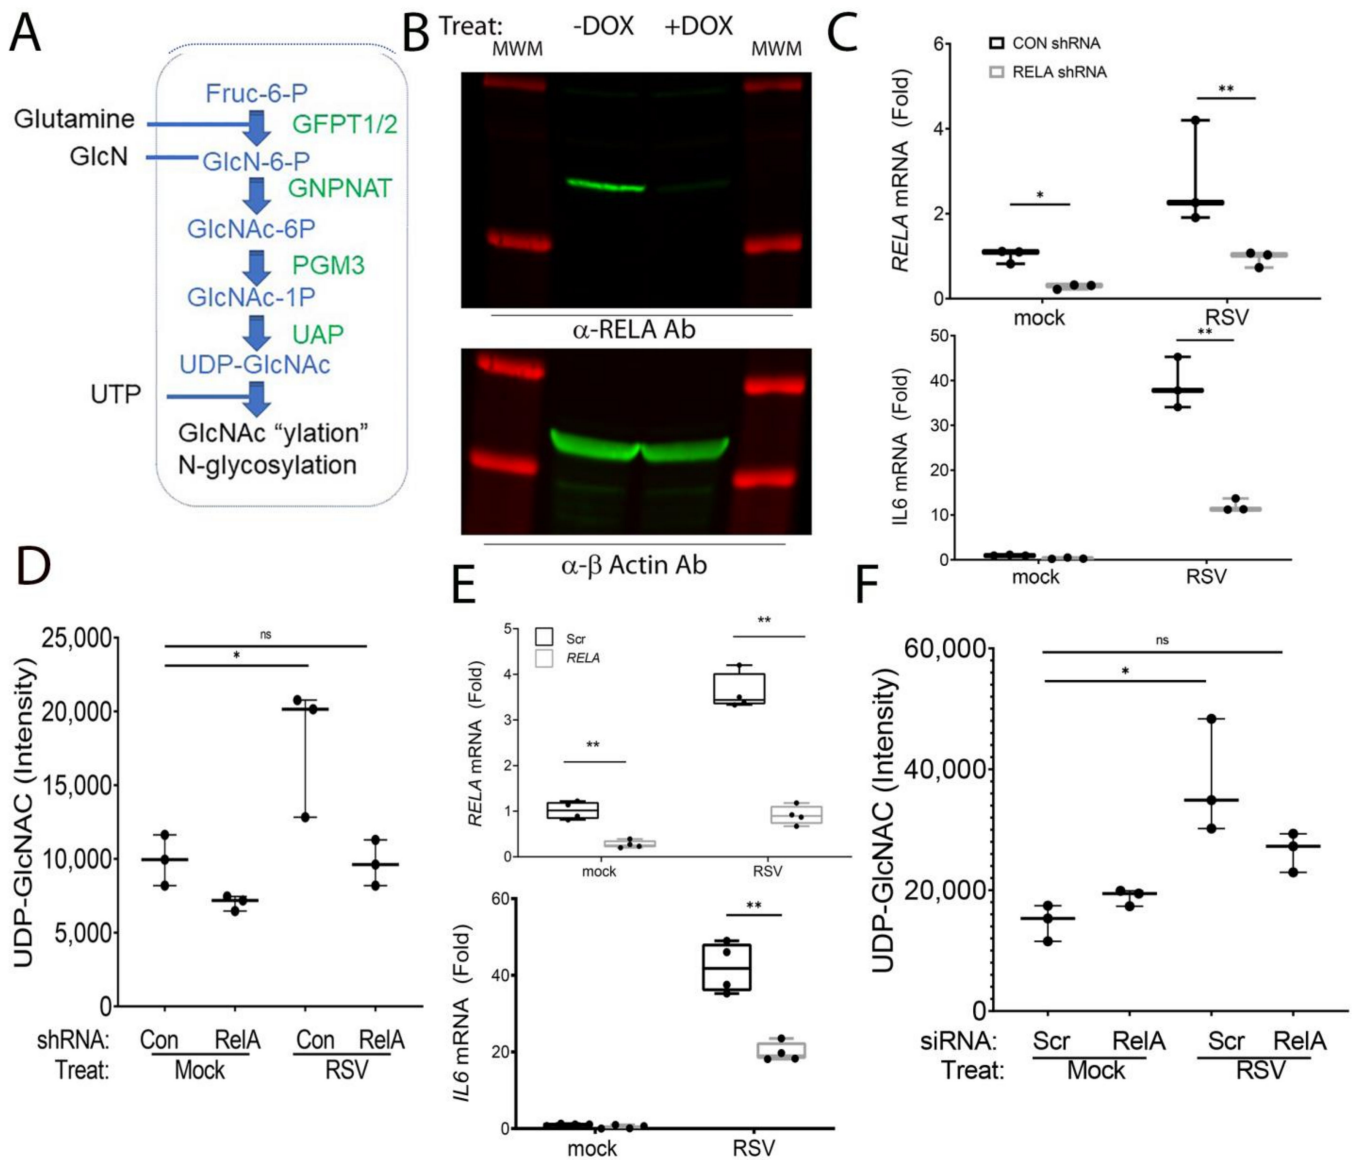 A
Fruc-6-P
Glutamine
GFPT1/2
GlcN
GlcN-6-P
GNPNAT
GlcNAc-6P
PGM3
GlcNAc-1P
UAP
UDP-GlcNAc
UTP
GlcNAc “ylation”
N-glycosylation
B
Treat: -DOX +DOX
MWM MWM
α-RELA Ab
α-β Actin Ab
C
CON shRNA
RELA shRNA
RELA mRNA (Fold)
6
4
2
0
*
**
mock RSV
IL6 mRNA (Fold)
50
40
30
20
10
0
**
mock RSV
D
UDP-GlcNAC (Intensity)
25,000
20,000
15,000
10,000
5,000
0
ns
*
shRNA: Con RelA Con RelA
Treat: Mock RSV
E
Scr
RELA
RELA mRNA (Fold)
5
4
3
2
1
0
**
**
mock RSV
IL6 mRNA (Fold)
60
40
20
0
**
mock RSV
F
UDP-GlcNAC (Intensity)
60,000
40,000
20,000
0
ns
*
siRNA: Scr RelA Scr RelA
Treat: Mock RSV